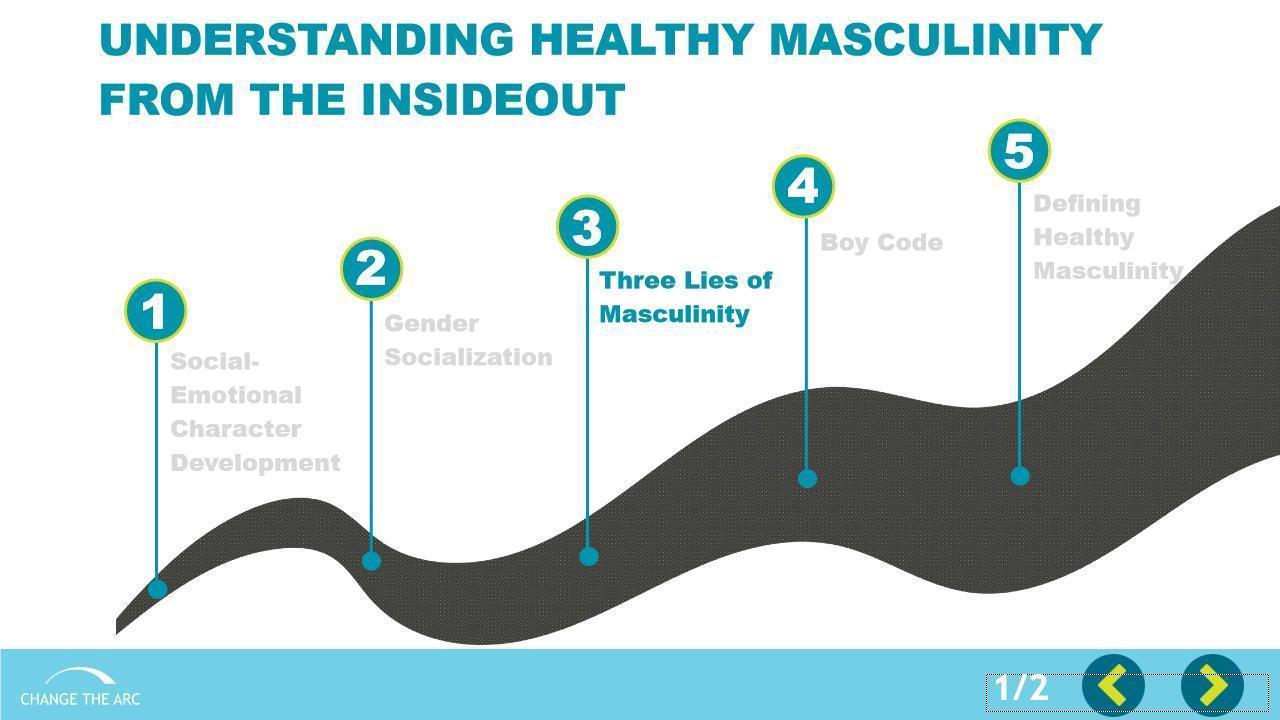 UNDERSTANDING HEALTHY MASCULINITY
FROM THE INSIDEOUT
1
Social-
Emotional
Character
Development
2
Gender
Socialization
3
Three Lies of
Masculinity
4
Boy Code
5
Defining
Healthy
Masculinity
CHANGE THE ARC
1/2